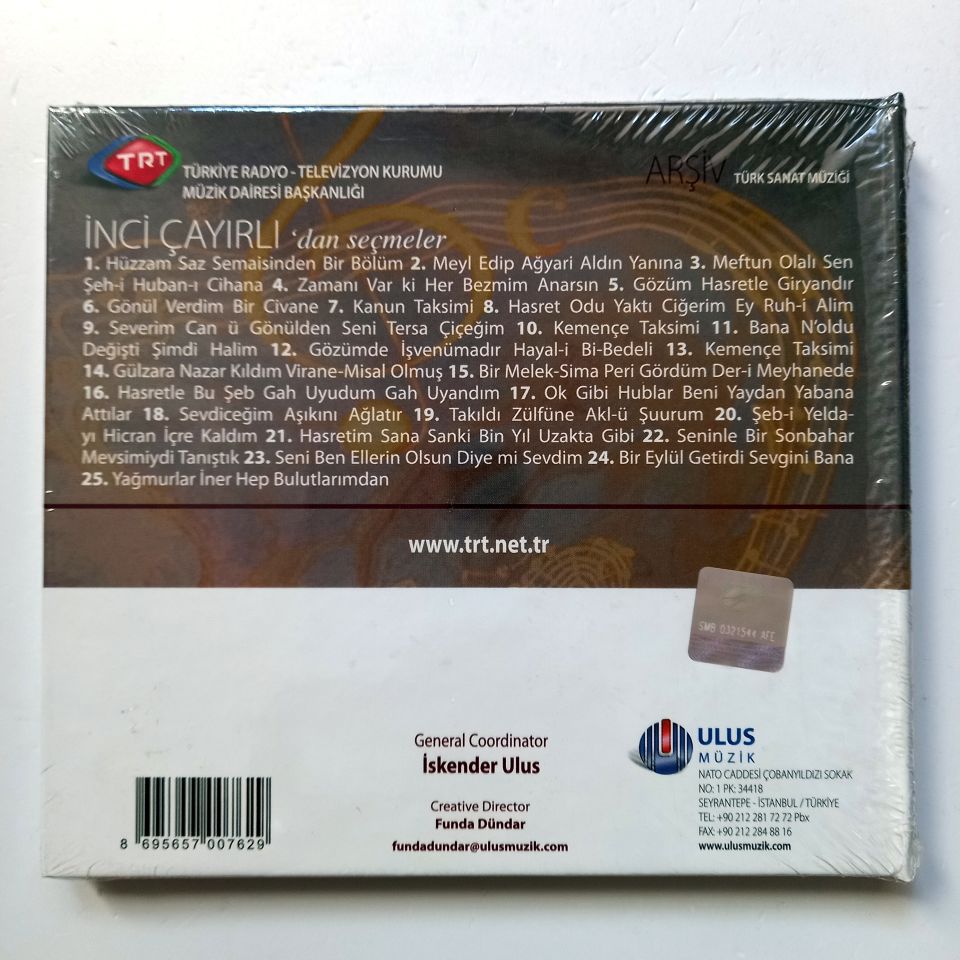 TRT
TÜRKİYE RADYO - TELEVİZYON KURUMU
MÜZİK DAİRESİ BAŞKANLIĞI
ARŞİV TÜRK SANAT MÜZİĞİ
İNCİ ÇAYIRLI ‘dan seçmeler
1. Hüzzam Saz Semaisinden Bir Bölüm 2. Meyl Edip Ağyari Aldın Yanına 3. Meftun Olalı Sen
Şeh-i Huban-ı Cihana 4. Zamanı Var ki Her Bezmim Anarsın 5. Gözüm Hasretle Giryandır
6. Gönül Verdim Bir Civane 7. Kanun Taksimi 8. Hasret Odu Yaktı Ciğerim Ey Ruh-i Alim
9. Severim Can ü Gönülden Seni Tersa Çiçeğim 10. Kemençe Taksimi 11. Bana N'oldu
Değişti Şimdi Halim 12. Gözümde İşvenümadır Hayal-i Bi-Bedeli 13. Kemençe Taksimi
14. Gülzara Nazar Kıldım Virane-Misal Olmuş 15. Bir Melek-Sima Peri Gördüm Der-i Meyhanede
16. Hasretle Bu Şeb Gah Uyudum Gah Uyandım 17. Ok Gibi Hublar Beni Yaydan Yabana
Attılar 18. Sevdiceğim Aşıkını Ağlatır 19. Takıldı Zülfüne Akl-ü Şuurum 20. Şeb-i Yelda-
yı Hicran İçre Kaldım 21. Hasretim Sana Sanki Bin Yıl Uzakta Gibi 22. Seninle Bir Sonbahar
Mevsimiydi Tanıştık 23. Seni Ben Ellerin Olsun Diye mi Sevdim 24. Bir Eylül Getirdi Sevgini Bana
25. Yağmurlar İner Hep Bulutlarımdan
www.trt.net.tr
SMB 0321544 AFE
General Coordinator
İskender Ulus
Creative Director
Funda Dündar
fundadundar@ulusmuzik.com
8 695657 007629
ULUS
MÜZİK
NATO CADDESİ ÇOBANYILDIZI SOKAK
NO: 1 PK: 34418
SEYRANTEPE - İSTANBUL / TÜRKİYE
TEL: +90 212 281 72 72 Pbx
FAX: +90 212 284 88 16
www.ulusmuzik.com